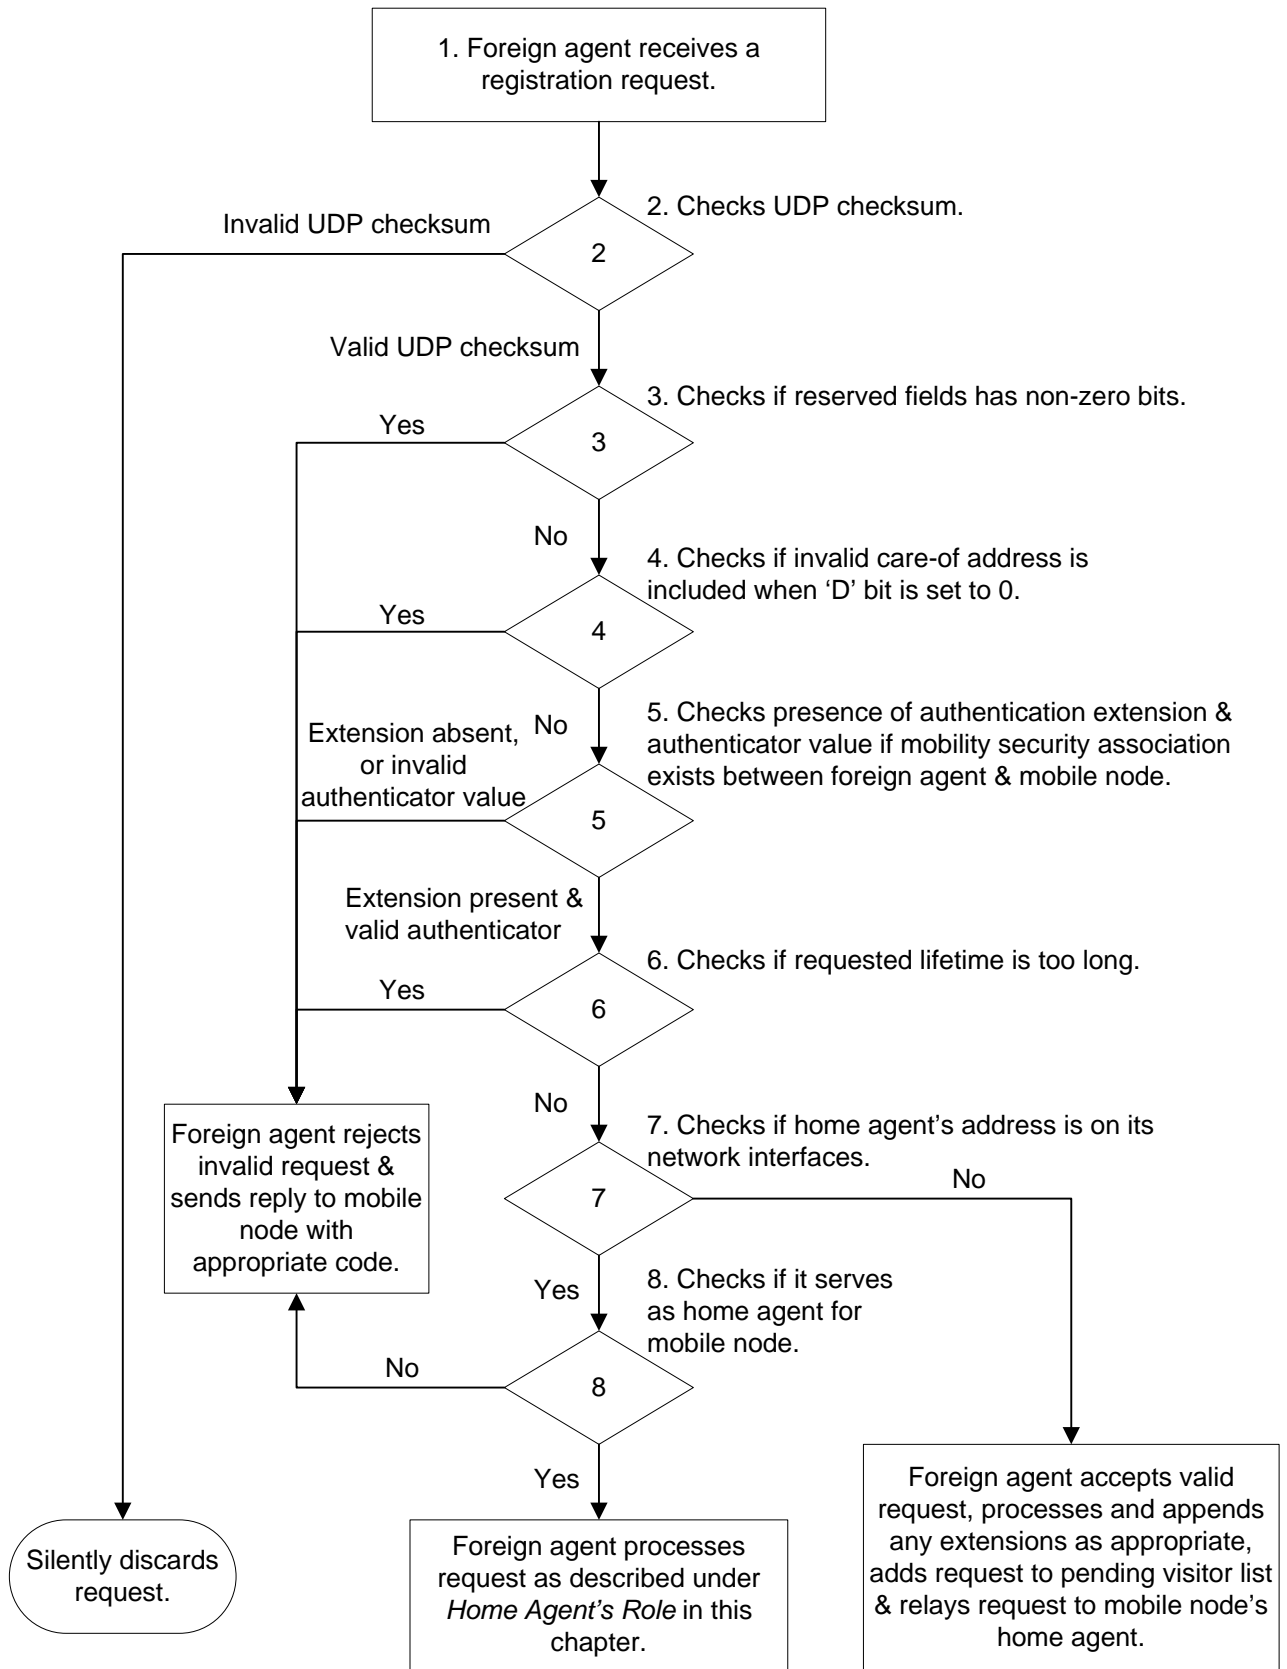 1. Foreign agent receives a
registration request.
2. Checks UDP checksum.
Invalid UDP checksum
2
Valid UDP checksum
3. Checks if reserved fields has non-zero bits.
Yes
3
No
4. Checks if invalid care-of address is
included when ‘D’ bit is set to 0.
Yes
4
No
5. Checks presence of authentication extension &
authenticator value if mobility security association
exists between foreign agent & mobile node.
Extension absent,
or invalid
authenticator value
5
Extension present &
valid authenticator
6. Checks if requested lifetime is too long.
Yes
6
No
7. Checks if home agent’s address is on its
network interfaces.
No
7
Foreign agent rejects
invalid request &
sends reply to mobile
node with
appropriate code.
Yes
8. Checks if it serves
as home agent for
mobile node.
No
8
Yes
Silently discards
request.
Foreign agent processes
request as described under
Home Agent’s Role in this
chapter.
Foreign agent accepts valid
request, processes and appends
any extensions as appropriate,
adds request to pending visitor list
& relays request to mobile node’s
home agent.